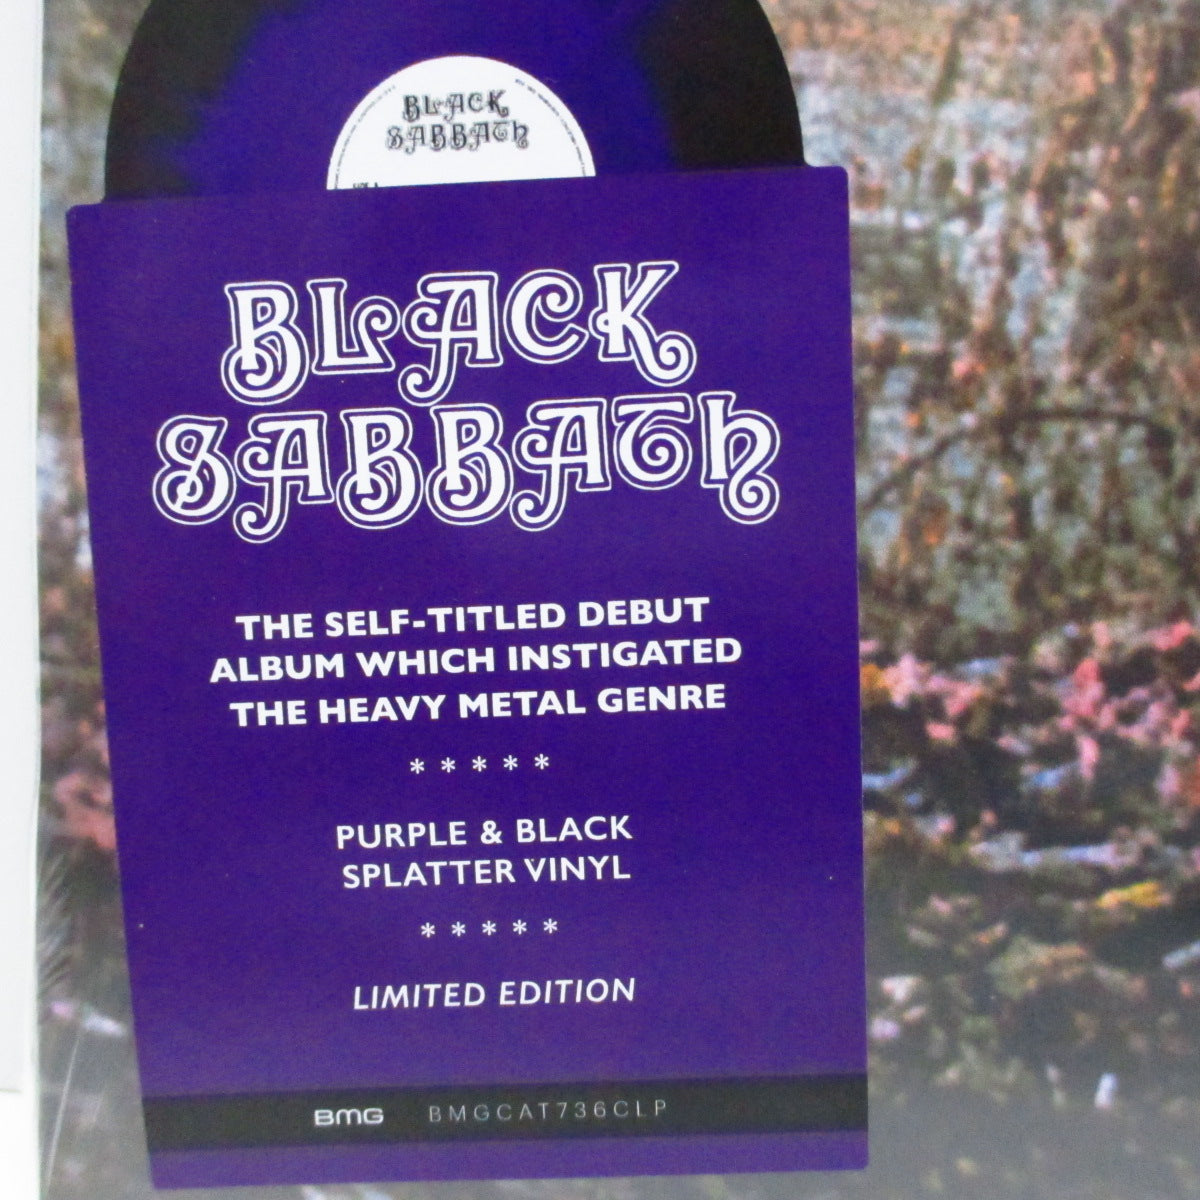 BLACK
SABBATH
BLACK
SABBATH
THE SELF-TITLED DEBUT
ALBUM WHICH INSTIGATED
THE HEAVY METAL GENRE
* * * * *
PURPLE & BLACK
SPLATTER VINYL
* * * * *
LIMITED EDITION
BMG BMGCAT736CLP